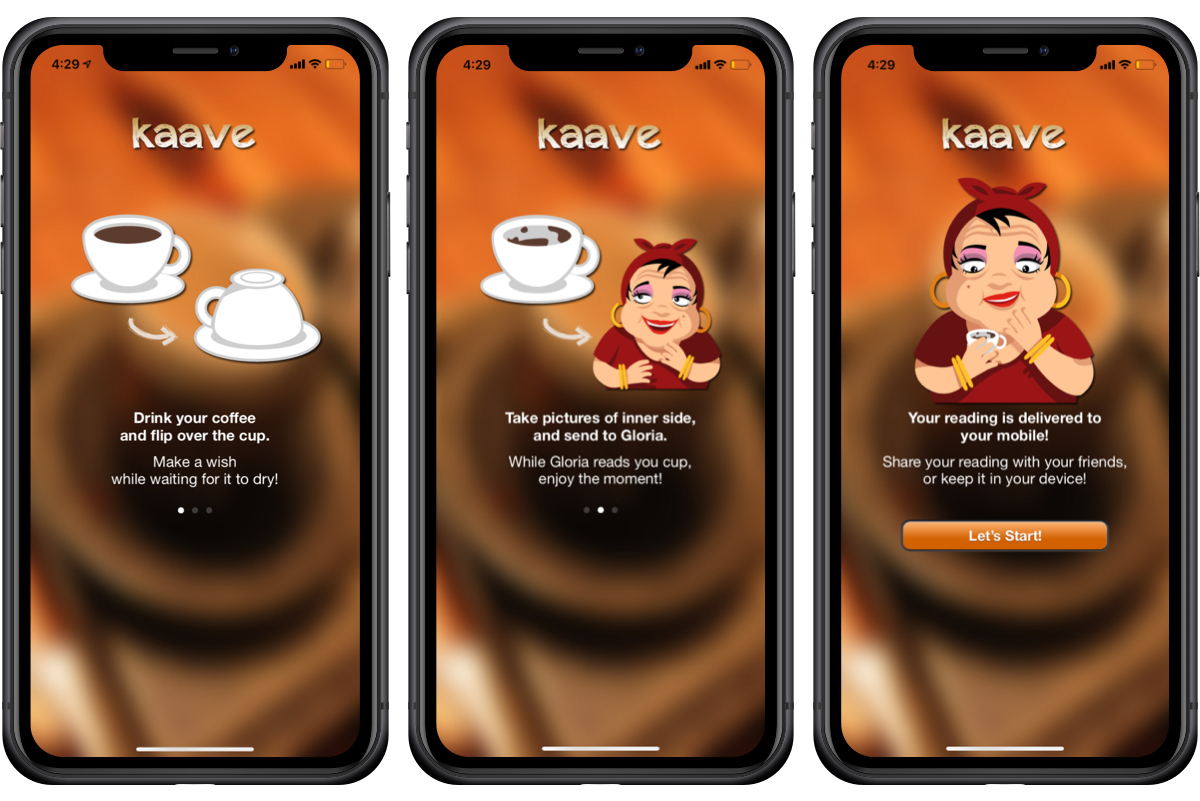 4:29
kaave
Drink your coffee
and flip over the cup.
Make a wish
while waiting for it to dry!
4:29
kaave
Take pictures of inner side,
and send to Gloria.
While Gloria reads you cup,
enjoy the moment!
4:29
kaave
Your reading is delivered to
your mobile!
Share your reading with your friends,
or keep it in your device!
Let's Start!